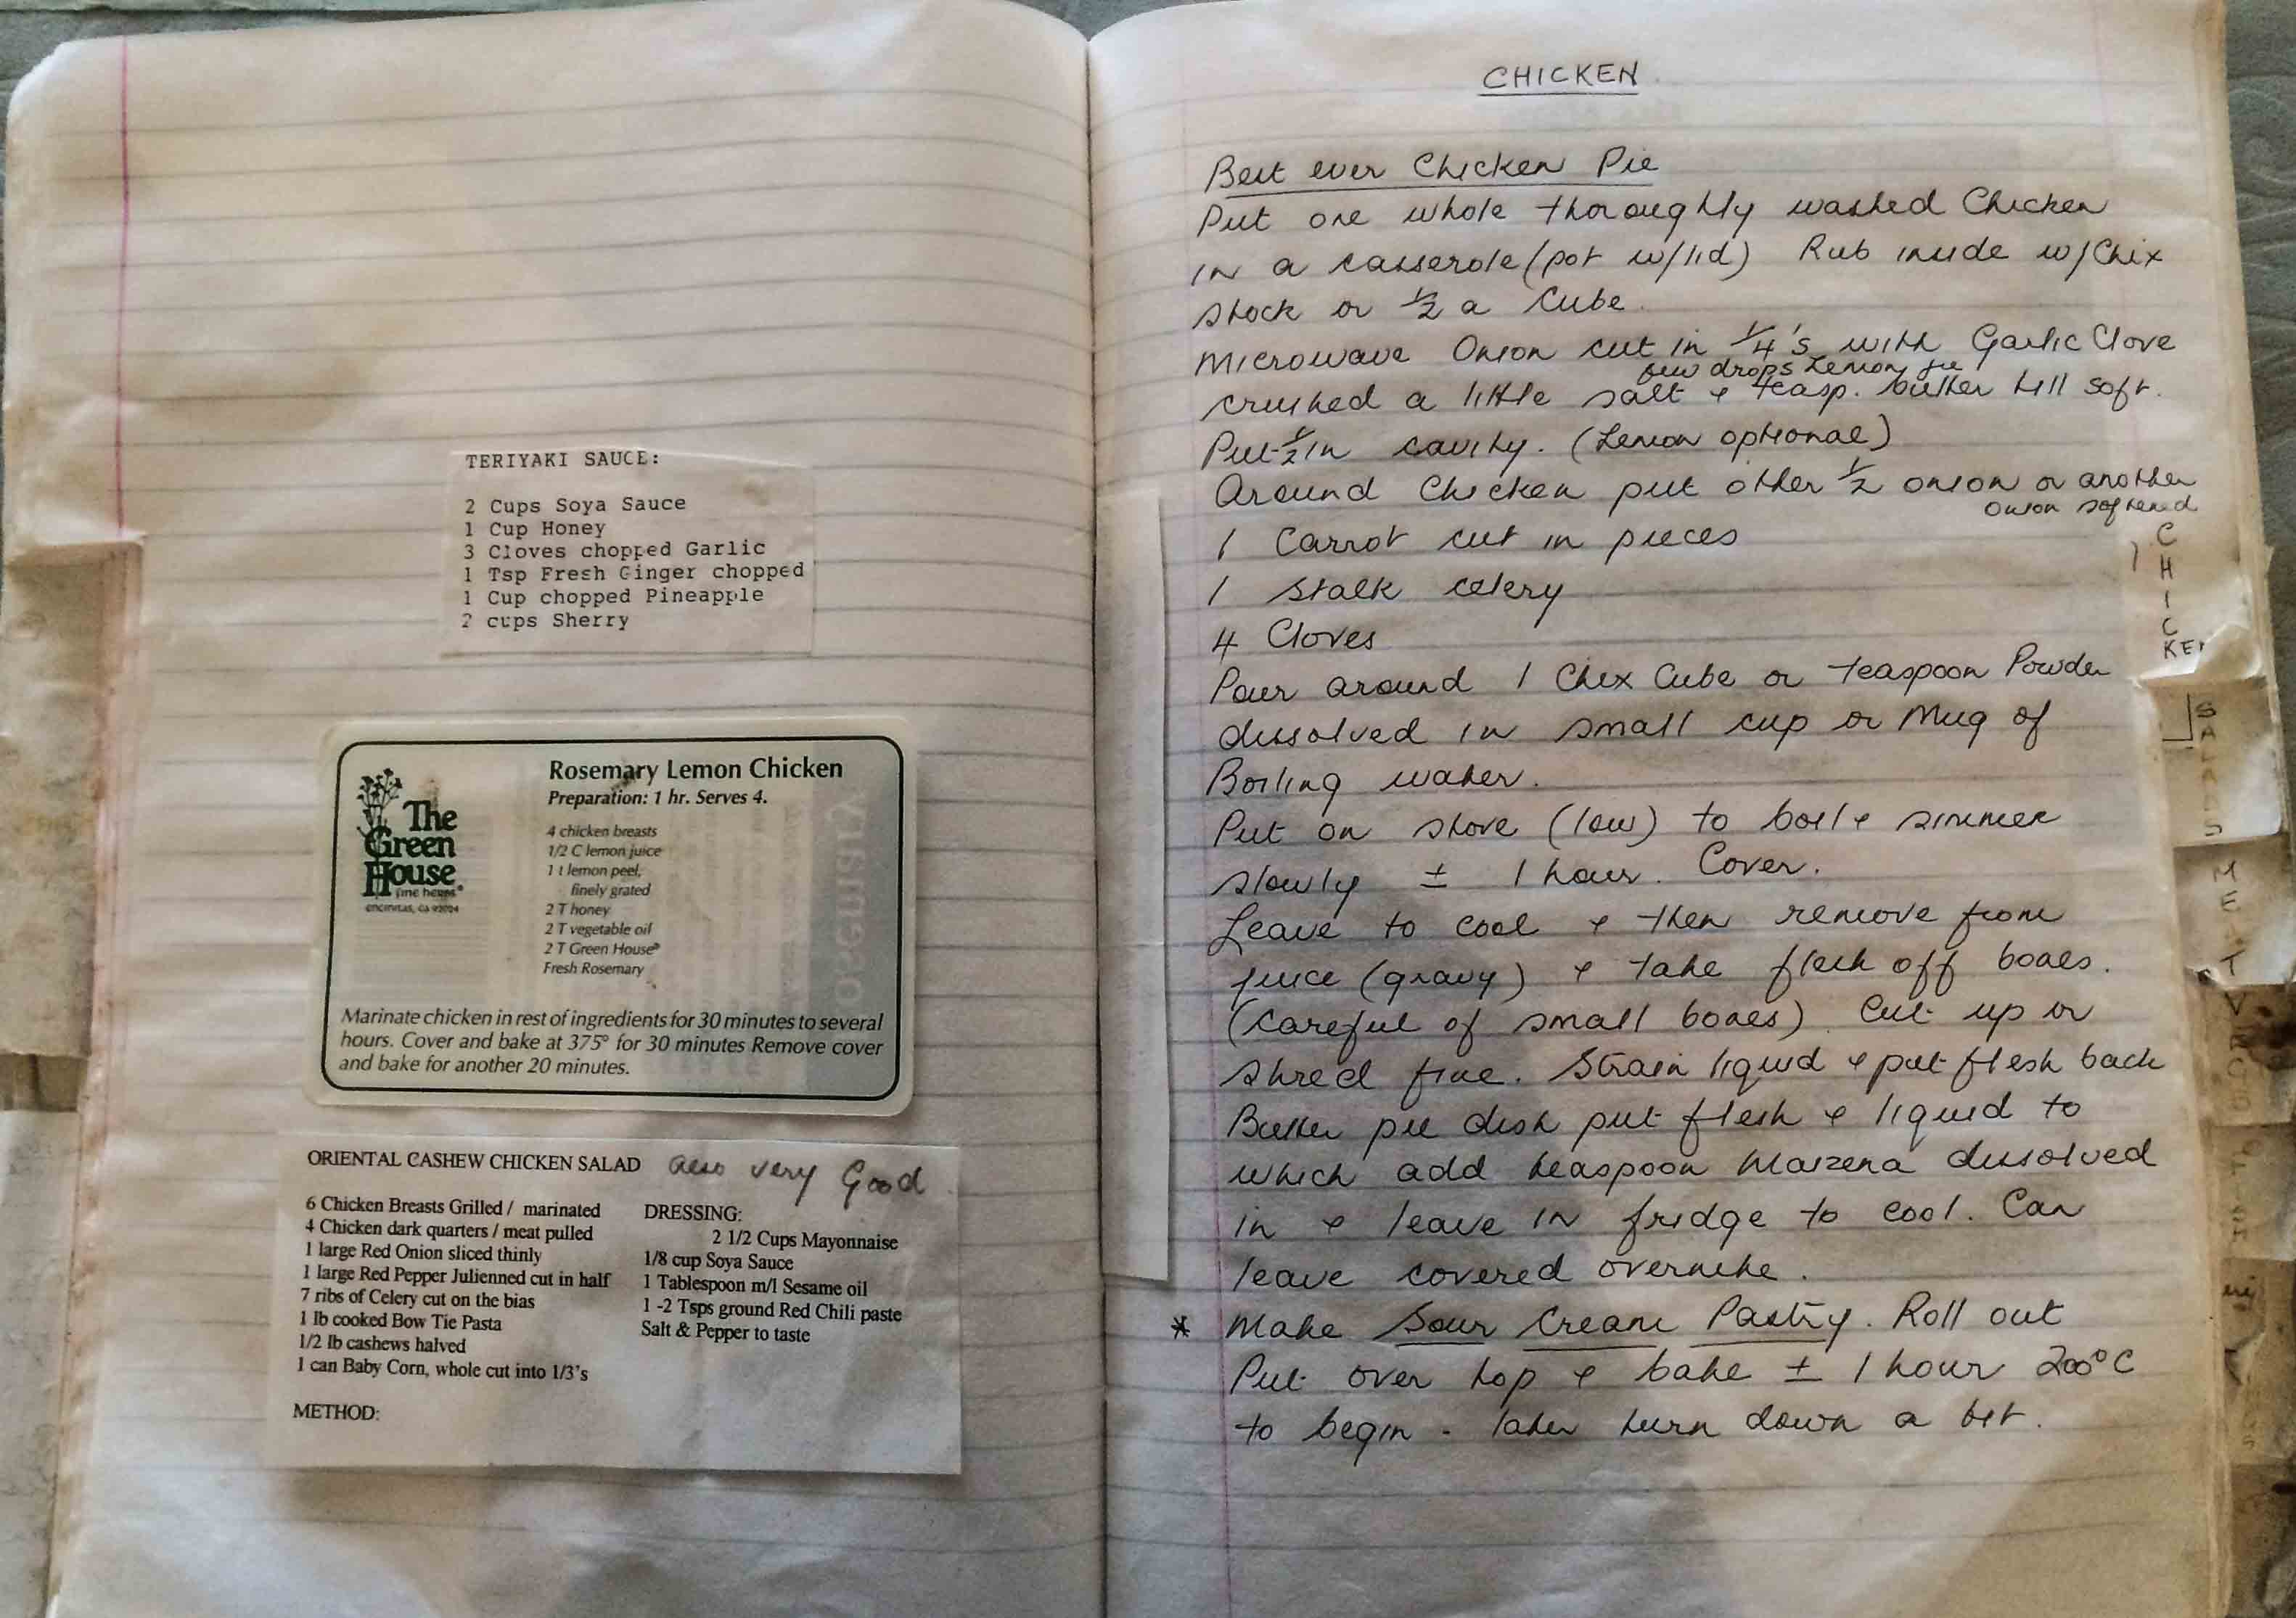 TERIYAKI SAUCE:
2 Cups Soya Sauce
1 Cup Honey
3 Cloves chopped Garlic
1 Tsp Fresh Ginger chopped
1 Cup chopped Pineapple
2 cups Sherry
The
Green
House
fine herbs®
encinitas, CA 92024
Rosemary Lemon Chicken
Preparation: 1 hr. Serves 4.
4 chicken breasts
1/2 C lemon juice
1 t lemon peel,
finely grated
2 T honey
2 T vegetable oil
2 T Green House®
Fresh Rosemary
Marinate chicken in rest of ingredients for 30 minutes to several
hours. Cover and bake at 375° for 30 minutes Remove cover
and bake for another 20 minutes.
ORIENTAL CASHEW CHICKEN SALAD also very Good
6 Chicken Breasts Grilled / marinated
4 Chicken dark quarters / meat pulled
1 large Red Onion sliced thinly
1 large Red Pepper Julienned cut in half
7 ribs of Celery cut on the bias
1 lb cooked Bow Tie Pasta
1/2 lb cashews halved
1 can Baby Corn, whole cut into 1/3's
METHOD:
DRESSING:
2 1/2 Cups Mayonnaise
1/8 cup Soya Sauce
1 Tablespoon m/l Sesame oil
1 -2 Tsps ground Red Chili paste
Salt & Pepper to taste
CHICKEN
Best ever Chicken Pie
Put one whole thoroughly washed Chicken
in a casserole (pot w/lid) Rub inside w/Chix
stock or 1/2 a Cube.
Microwave Onion cut in 1/4's with Garlic Clove
few drops Lemon jce
crushed a little salt & teasp. butter till soft.
Put 1/2 in cavity. (Lemon optional)
Around Chicken put other 1/2 onion or another
onion softened
1 Carrot cut in pieces
1 Stalk celery
4 Cloves
Pour around 1 Chix Cube or teaspoon Powder
dissolved in small cup or Mug of
Boiling water.
Put on stove (low) to boil & simmer
slowly ± 1 hour. Cover.
Leave to cool & then remove from
juice (gravy) & take flesh off bones.
(careful of small bones). Cut up or
shred fine. Strain liquid & put flesh back
Butter pie dish put flesh & liquid to
which add teaspoon Maizena dissolved
in & leave in fridge to cool. Can
leave covered overnite.
* Make Sour Cream Pastry. Roll out
Put over top & bake ± 1 hour 200°C
to begin - later turn down a bit.
CHICKEN
SALADS
MEAT